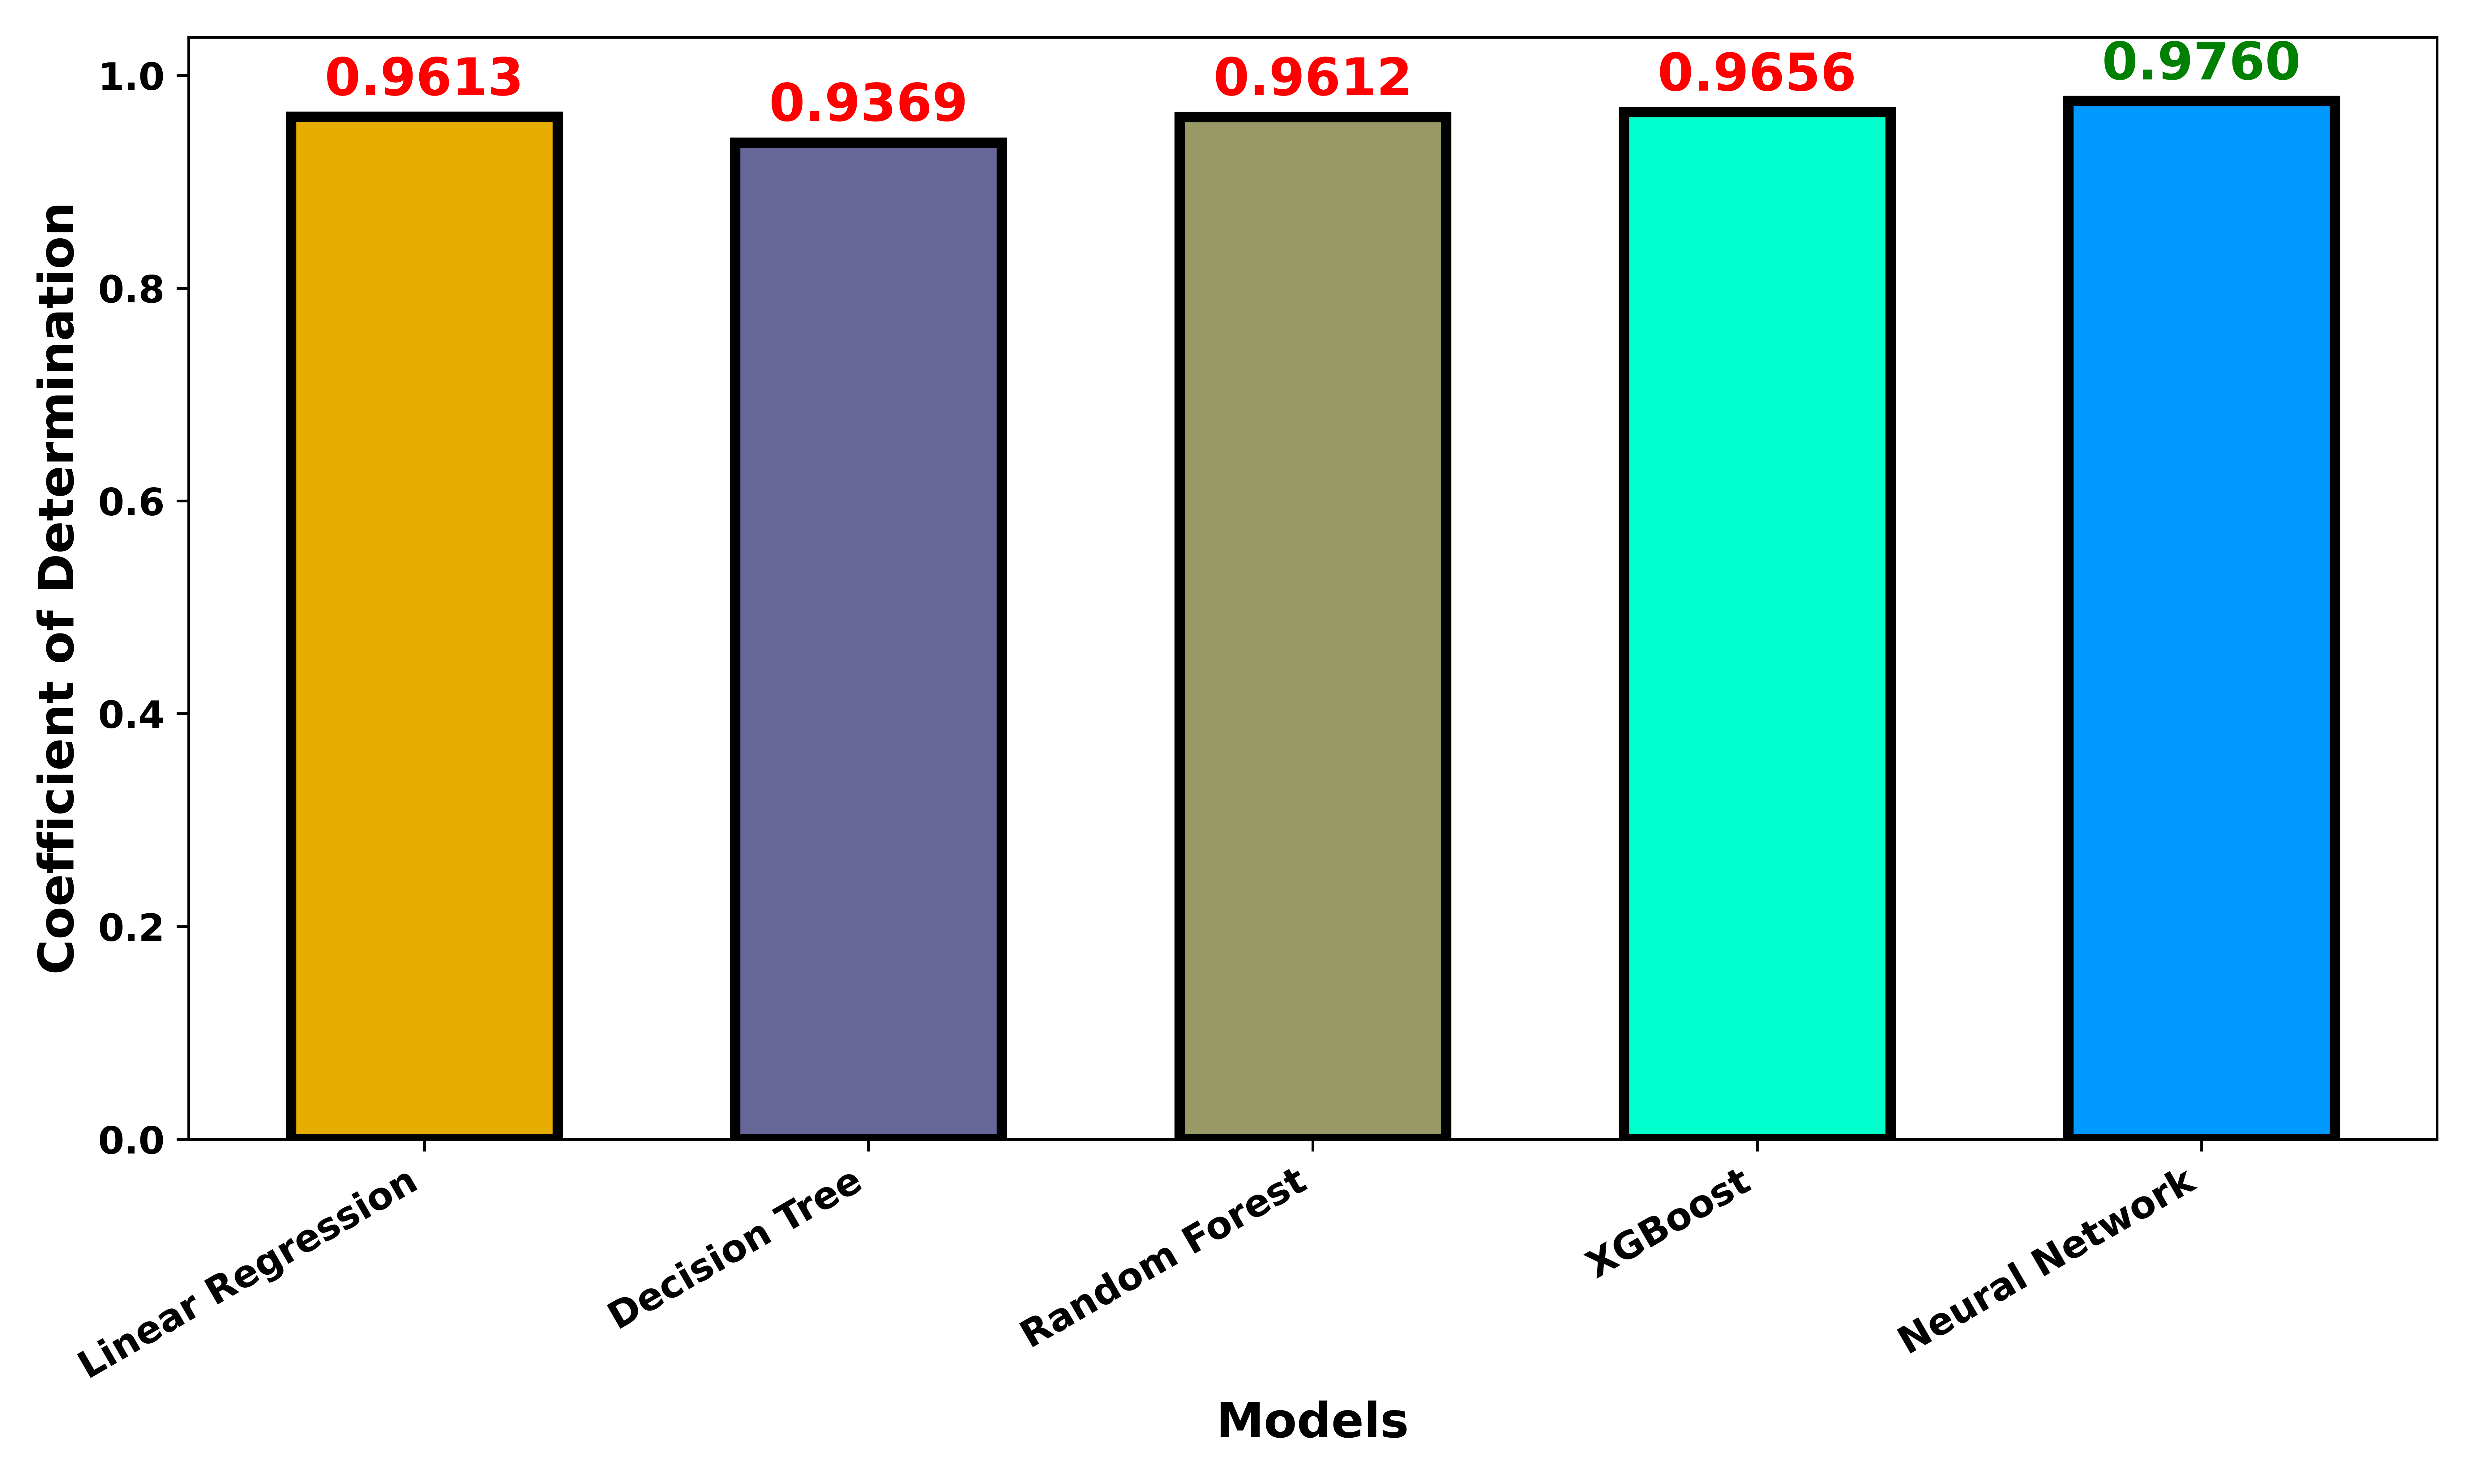 0.9613
0.9369
0.9612
0.9656
0.9760
Coefficient of Determination
1.0
0.8
0.6
0.4
0.2
0.0
Linear Regression
Decision Tree
Random Forest
XGBoost
Neural Network
Models